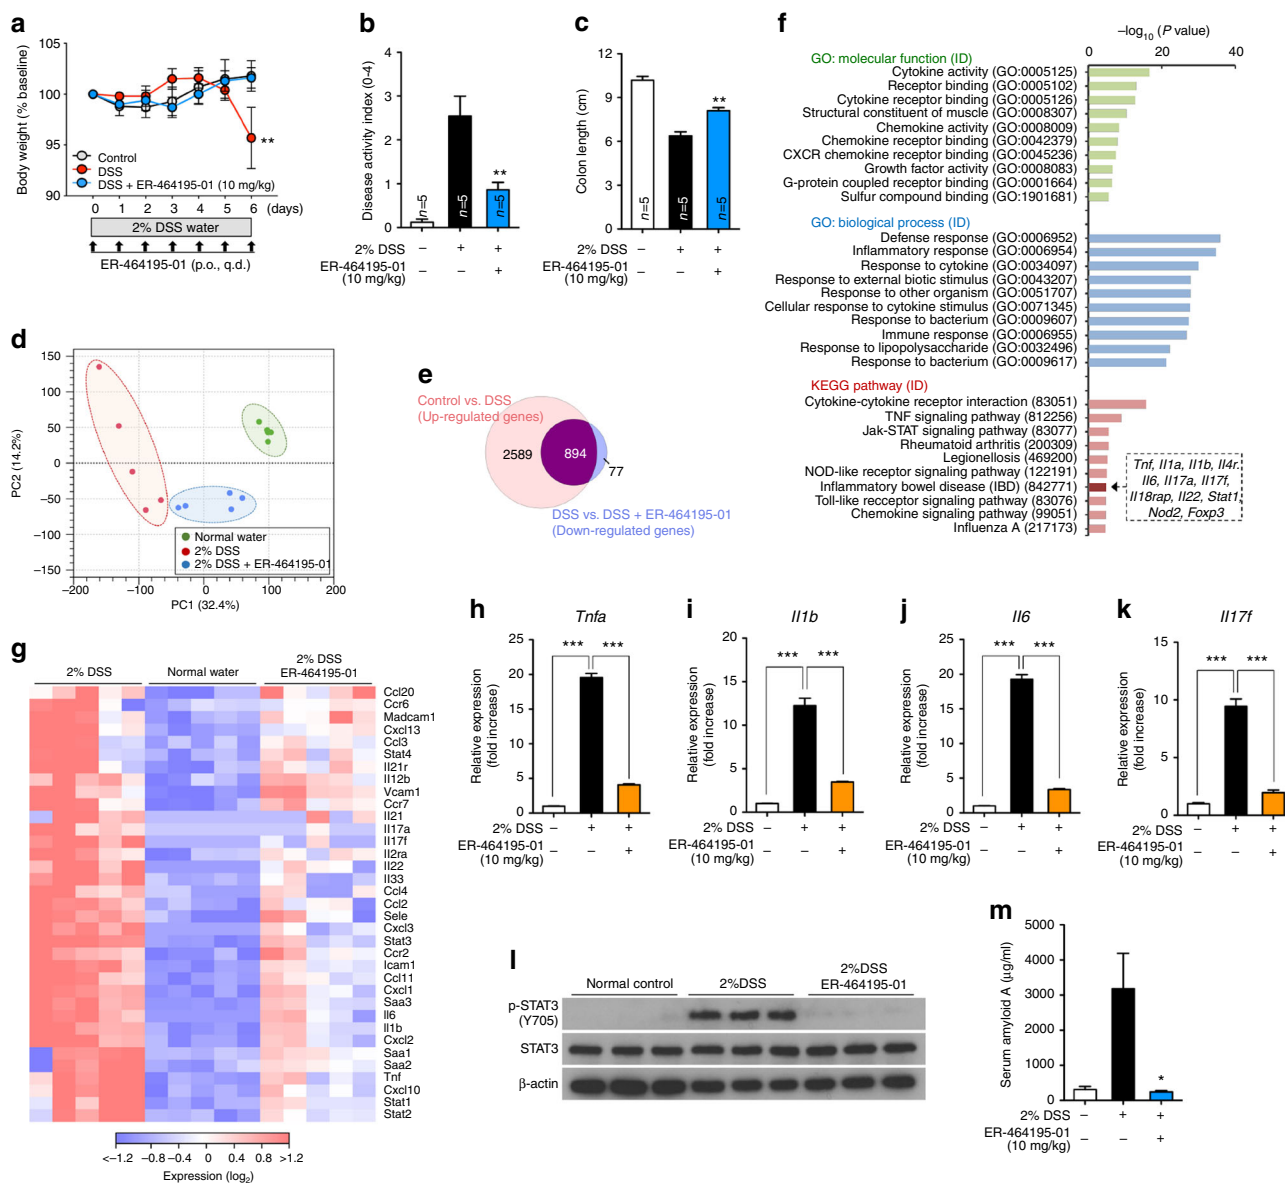 a
Body weight (% baseline)
105
100
95
90
Control
DSS
DSS + ER-464195-01 (10 mg/kg)
**
0 1 2 3 4 5 6 (days)
2% DSS water
ER-464195-01 (p.o., q.d.)
b
Disease activity index (0-4)
4
3
2
1
0
n=5
n=5
n=5
**
2% DSS – + +
ER-464195-01 – – +
(10 mg/kg)
c
Colon length (cm)
12
9
6
3
0
n=5
n=5
n=5
**
2% DSS – + +
ER-464195-01 – – +
(10 mg/kg)
d
PC2 (14.2%)
150
100
50
0
−50
−100
−150
Normal water
2% DSS
2% DSS + ER-464195-01
−200 −100 0 100 200
PC1 (32.4%)
e
Control vs. DSS
(Up-regulated genes)
2589
894
77
DSS vs. DSS + ER-464195-01
(Down-regulated genes)
f
–log10 (P value)
0 20 40
GO: molecular function (ID)
Cytokine activity (GO:0005125)
Receptor binding (GO:0005102)
Cytokine receptor binding (GO:0005126)
Structural constituent of muscle (GO:0008307)
Chemokine activity (GO:0008009)
Chemokine receptor binding (GO:0042379)
CXCR chemokine receptor binding (GO:0045236)
Growth factor activity (GO:0008083)
G-protein coupled receptor binding (GO:0001664)
Sulfur compound binding (GO:1901681)
GO: biological process (ID)
Defense response (GO:0006952)
Inflammatory response (GO:0006954)
Response to cytokine (GO:0034097)
Response to external biotic stimulus (GO:0043207)
Response to other organism (GO:0051707)
Cellular response to cytokine stimulus (GO:0071345)
Response to bacterium (GO:0009607)
Immune response (GO:0006955)
Response to lipopolysaccharide (GO:0032496)
Response to bacterium (GO:0009617)
KEGG pathway (ID)
Cytokine-cytokine receptor interaction (83051)
TNF signaling pathway (812256)
Jak-STAT signaling pathway (83077)
Rheumatoid arthritis (200309)
Legionellosis (469200)
NOD-like receptor signaling pathway (122191)
Inflammatory bowel disease (IBD) (842771)
Toll-like recceptor signaling pathway (83076)
Chemokine signaling pathway (99051)
Influenza A (217173)
Tnf, Il1a, Il1b, Il4r,
Il6, Il17a, Il17f,
Il18rap, Il22, Stat1,
Nod2, Foxp3
g
2% DSS
Normal water
2% DSS
ER-464195-01
Ccl20
Ccr6
Madcam1
Cxcl13
Ccl3
Stat4
Il21r
Il12b
Vcam1
Ccr7
Il21
Il17a
Il17f
Il2ra
Il22
Il33
Ccl4
Ccl2
Sele
Cxcl3
Stat3
Ccr2
Icam1
Ccl11
Cxcl1
Saa3
Il6
Il1b
Cxcl2
Saa1
Saa2
Tnf
Cxcl10
Stat1
Stat2
<−1.2 −0.8 −0.4 0 0.4 0.8 >1.2
Expression (log2)
h
Tnfa
Relative expression
(fold increase)
25
20
15
10
5
0
*** ***
2% DSS – + +
ER-464195-01 – – +
(10 mg/kg)
i
Il1b
Relative expression
(fold increase)
20
15
10
5
0
*** ***
– + +
– – +
j
Il6
Relative expression
(fold increase)
25
20
15
10
5
0
*** ***
2% DSS – + +
ER-464195-01 – – +
(10 mg/kg)
k
Il17f
Relative expression
(fold increase)
15
10
5
0
*** ***
2% DSS – + +
ER-464195-01 – – +
(10 mg/kg)
l
Normal control
2%DSS
2%DSS
ER-464195-01
p-STAT3
(Y705)
STAT3
β-actin
m
Serum amyloid A (µg/ml)
5000
4000
3000
2000
1000
0
*
2% DSS – + +
ER-464195-01 – – +
(10 mg/kg)